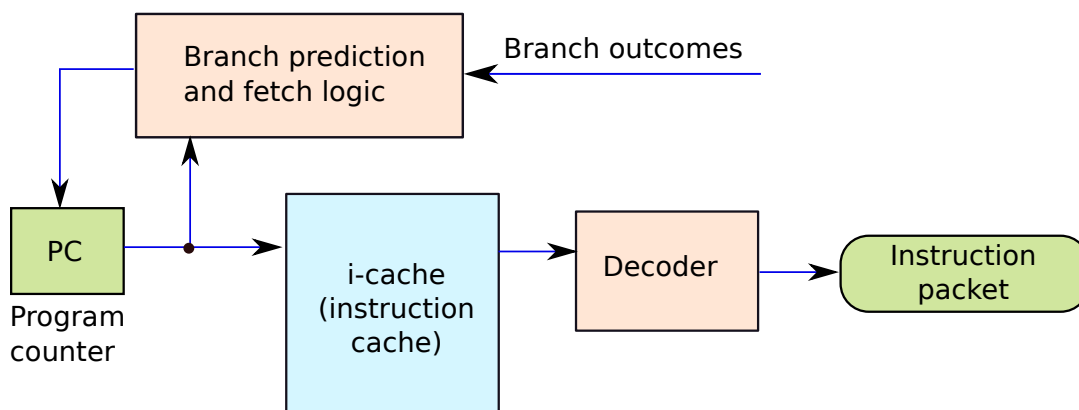 Branch prediction
and fetch logic
Branch outcomes
PC
Program
counter
i-cache
(instruction
cache)
Decoder
Instruction
packet